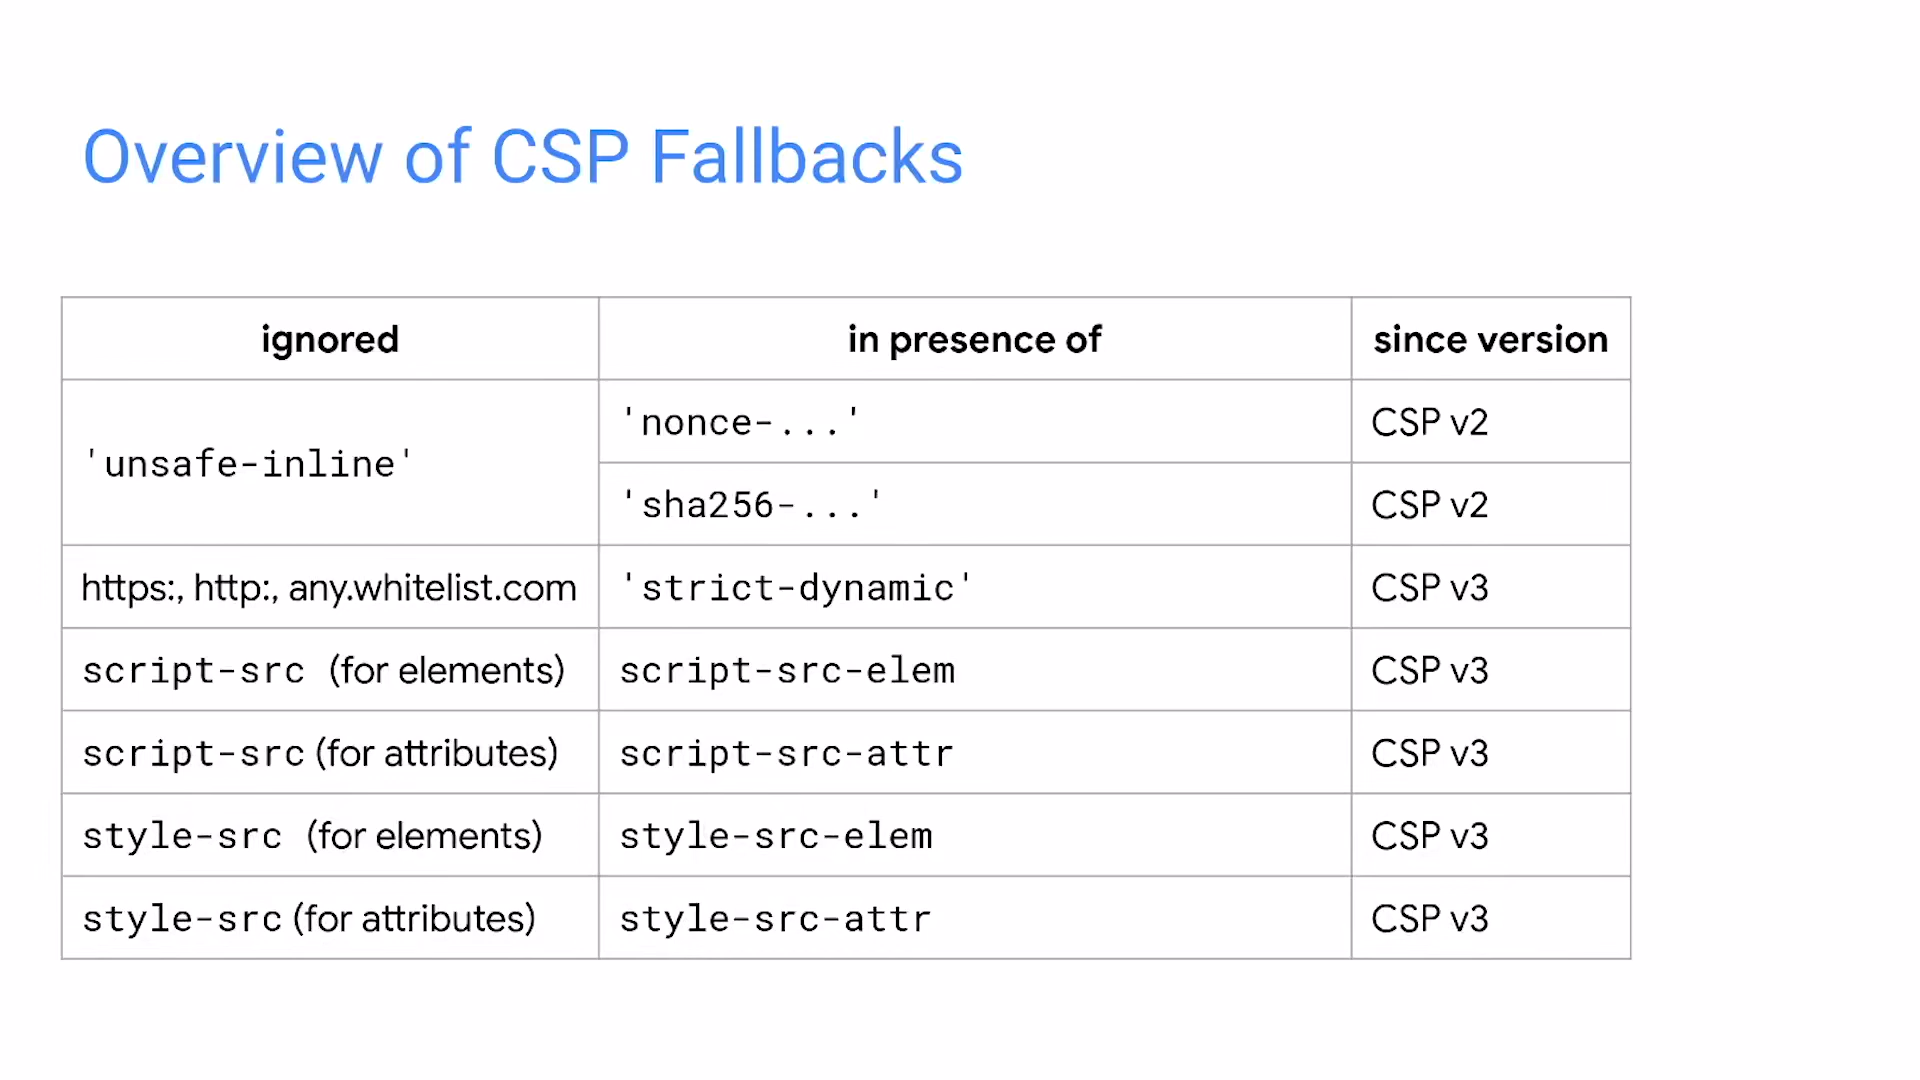 Overview of CSP Fallbacks
ignored in presence of since version
'unsafe-inline' 'nonce-...' CSP v2
'sha256-...' CSP v2
https:, http:, any.whitelist.com 'strict-dynamic' CSP v3
script-src (for elements) script-src-elem CSP v3
script-src (for attributes) script-src-attr CSP v3
style-src (for elements) style-src-elem CSP v3
style-src (for attributes) style-src-attr CSP v3